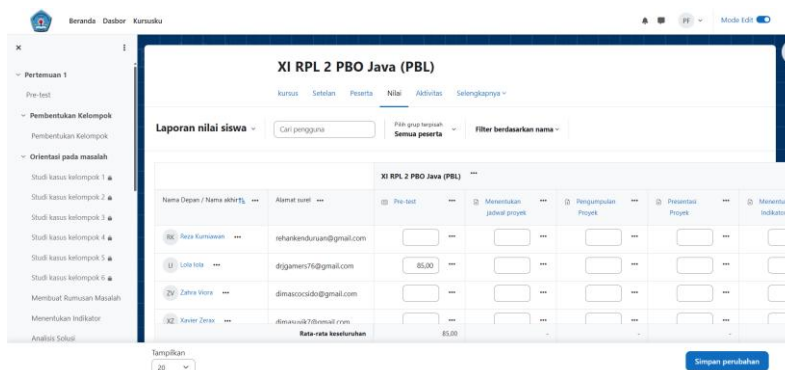 Beranda Dasbor Kursusku
PF
Mode Edit
XI RPL 2 PBO Java (PBL)
kursus Setelan Peserta Nilai Aktivitas Selengkapnya
Pertemuan 1
Pre-test
Pembentukan Kelompok
Pembentukan Kelompok
Orientasi pada masalah
Studi kasus kelompok 1
Studi kasus kelompok 2
Studi kasus kelompok 3
Studi kasus kelompok 4
Studi kasus kelompok 5
Studi kasus kelompok 6
Membuat Rumusan Masalah
Menentukan Indikator
Analisis Solusi
Laporan nilai siswa
Cari pengguna
Pilih grup terpisah
Semua peserta
Filter berdasarkan nama
XI RPL 2 PBO Java (PBL)
Nama Depan / Nama akhir
Alamat surel
Pre-test
Menentukan jadwal proyek
Pengumpulan Proyek
Presentasi Proyek
RK Reza Kurniawan rehankenduruan@gmail.com
Lola lola drjgamers76@gmail.com 85,00
ZV Zahra Viora dimascocsido@gmail.com
XZ Xavier Zerax
Rata-rata keseluruhan 85,00 - - -
Tampilkan
20
Simpan perubahan